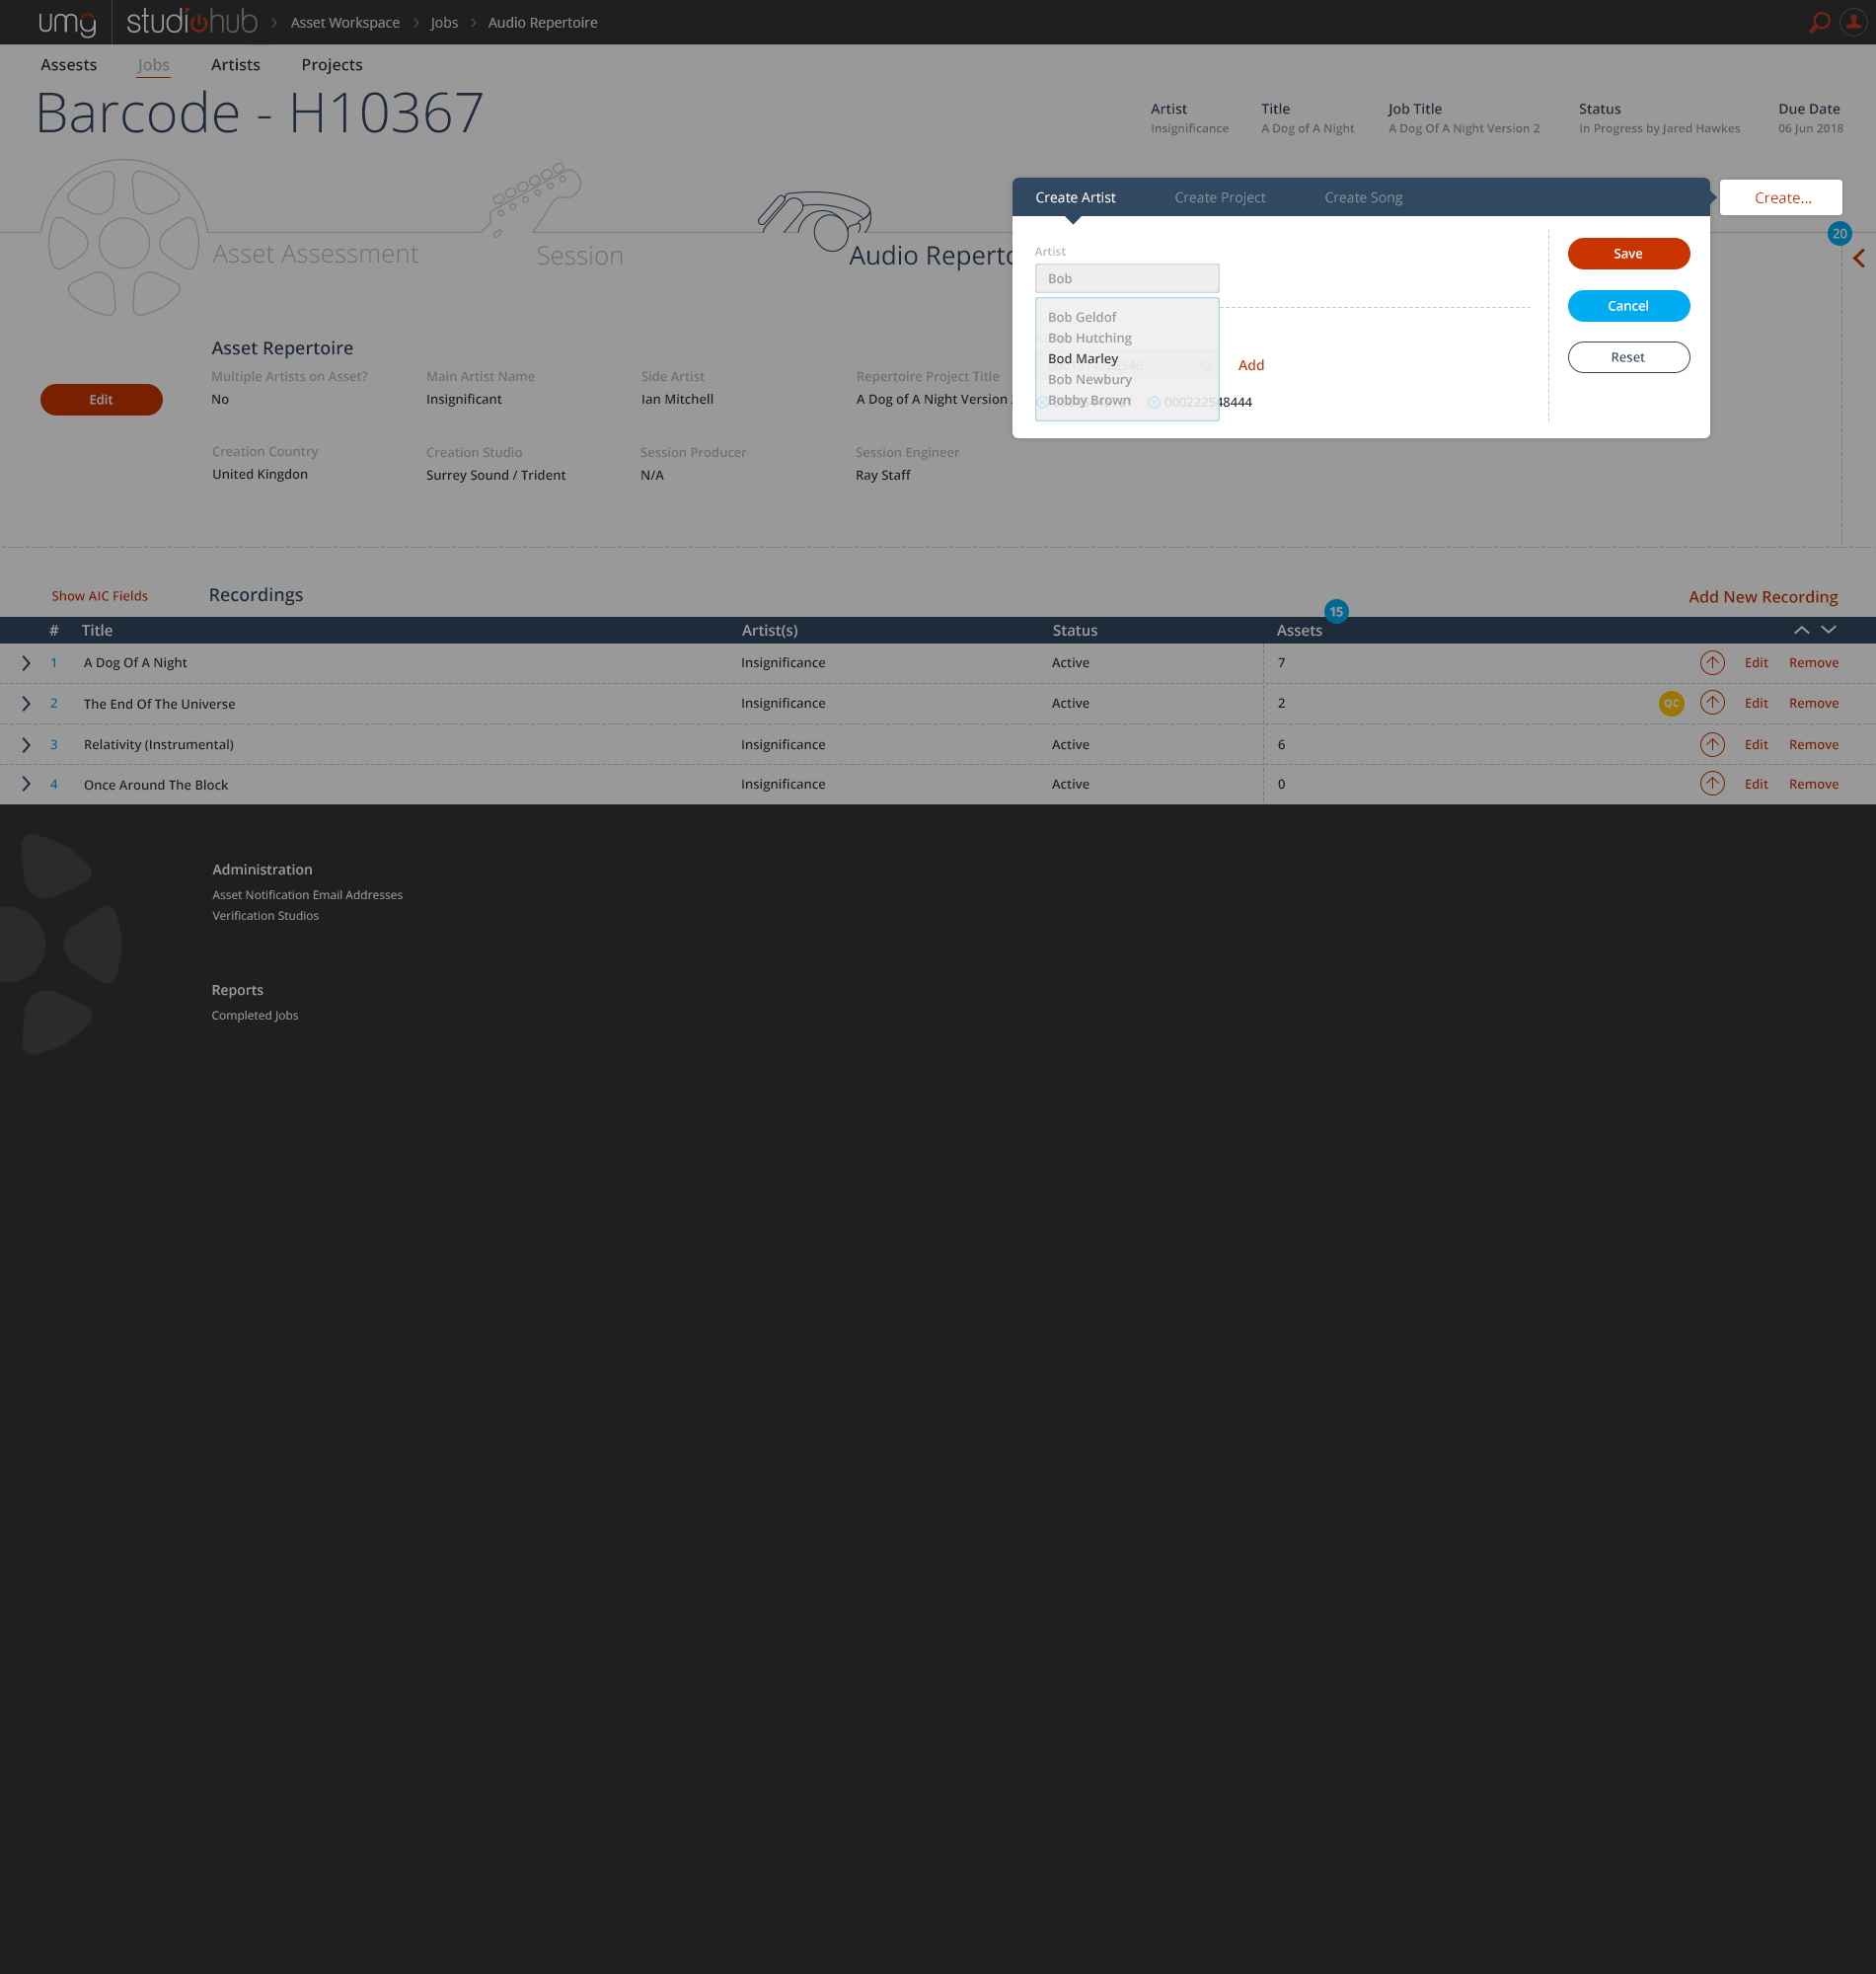 umg studiohub > Asset Workspace > Jobs > Audio Repertoire
Assests Jobs Artists Projects
Barcode - H10367
Artist Title Job Title Status Due Date
Insignificance A Dog of A Night A Dog Of A Night Version 2 In Progress by Jared Hawkes 06 Jun 2018
Create Artist Create Project Create Song Create...
20
Asset Assessment Session Audio Reperto
Artist
Bob
Save
Cancel
Reset
Bob Geldof
Bob Hutching
Bod Marley
Bob Newbury
Bobby Brown
Add
000222548444
Asset Repertoire
Edit
Multiple Artists on Asset? Main Artist Name Side Artist Repertoire Project Title
No Insignificant Ian Mitchell A Dog of A Night Version
Creation Country Creation Studio Session Producer Session Engineer
United Kingdon Surrey Sound / Trident N/A Ray Staff
Show AIC Fields Recordings Add New Recording
15
# Title Artist(s) Status Assets
1 A Dog Of A Night Insignificance Active 7 Edit Remove
2 The End Of The Universe Insignificance Active 2 QC Edit Remove
3 Relativity (Instrumental) Insignificance Active 6 Edit Remove
4 Once Around The Block Insignificance Active 0 Edit Remove
Administration
Asset Notification Email Addresses
Verification Studios
Reports
Completed Jobs